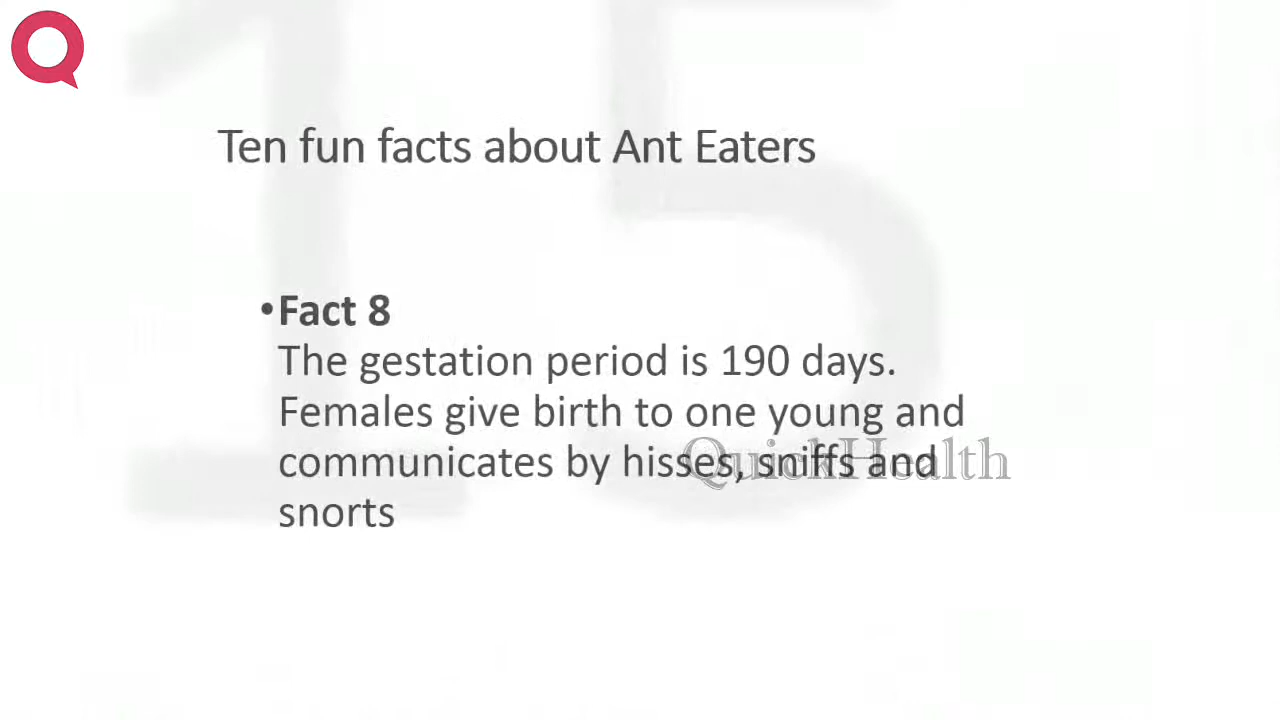 Ten fun facts about Ant Eaters
•Fact 8
The gestation period is 190 days.
Females give birth to one young and
communicates by hisses, sniffs and
snorts
QuickHealth
15